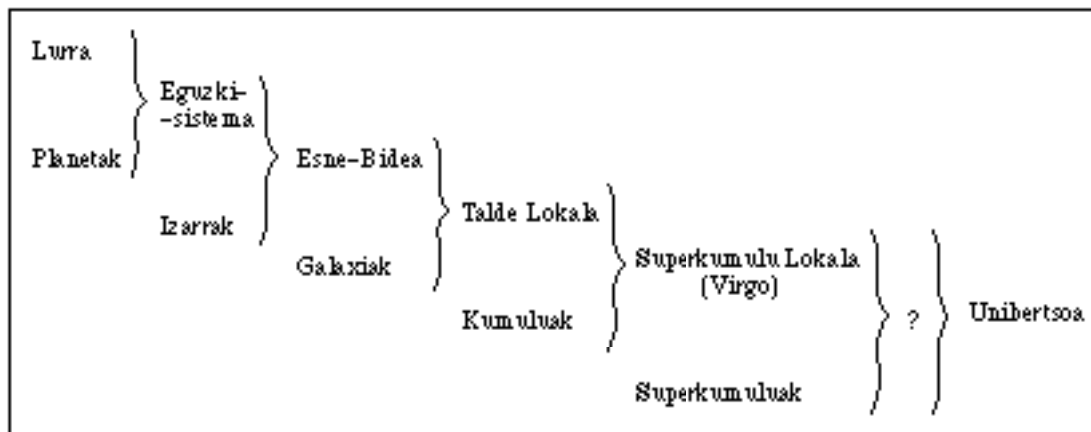 Lurra
Planetak
Eguzki-
-sistema
Izarrak
Esne-Bidea
Galaxiak
Talde Lokala
Kumuluak
Superkumulu Lokala
(Virgo)
Superkumuluak
?
Unibertsoa